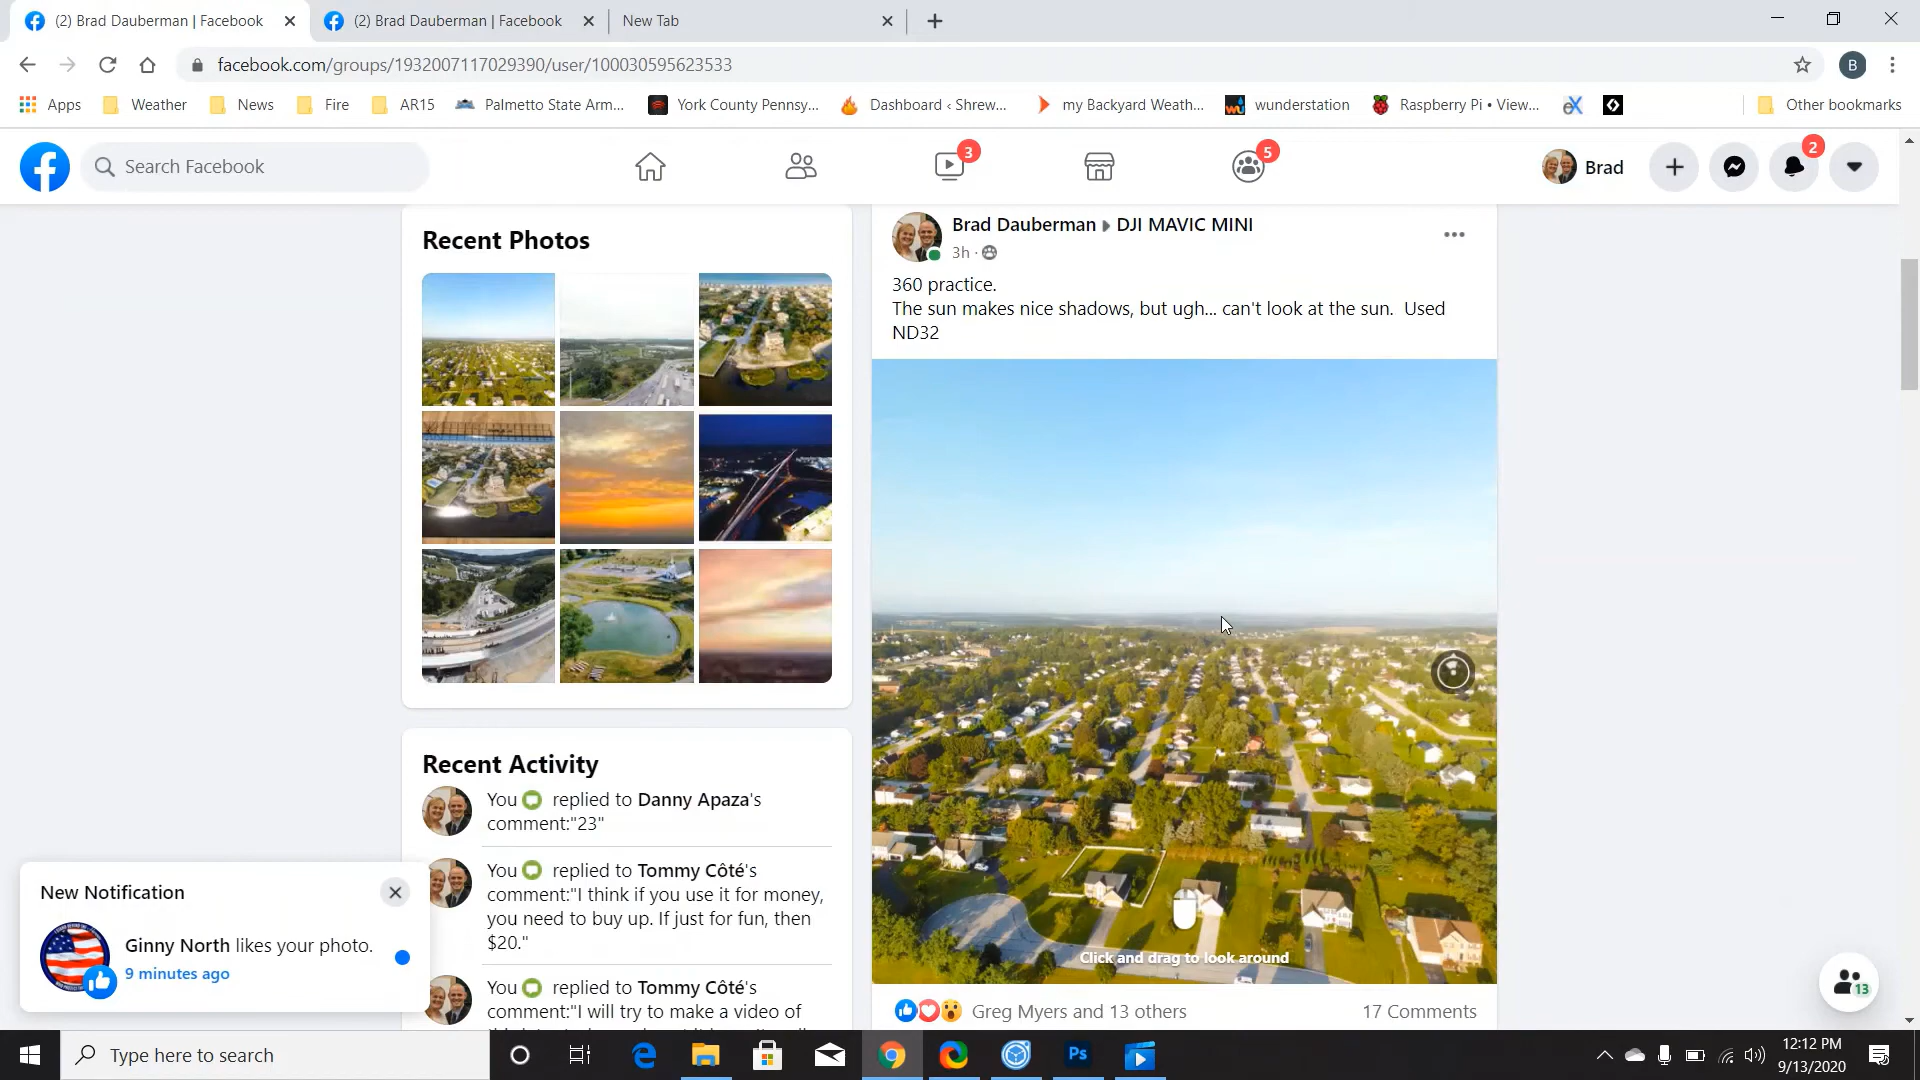 (2) Brad Dauberman | Facebook
(2) Brad Dauberman | Facebook
New Tab
facebook.com/groups/1932007117029390/user/100030595623533
B
Apps
Weather
News
Fire
AR15
Palmetto State Arm...
York County Pennsy...
Dashboard ‹ Shrew...
my Backyard Weath...
wunderstation
Raspberry Pi • View...
eX
Other bookmarks
Search Facebook
3
5
Brad
2
Recent Photos
Brad Dauberman ▸ DJI MAVIC MINI
3h ·
360 practice.
The sun makes nice shadows, but ugh... can't look at the sun. Used
ND32
Click and drag to look around
Greg Myers and 13 others
17 Comments
Recent Activity
You replied to Danny Apaza's
comment:"23"
You replied to Tommy Côté's
comment:"I think if you use it for money,
you need to buy up. If just for fun, then
$20."
You replied to Tommy Côté's
comment:"I will try to make a video of
New Notification
Ginny North likes your photo.
9 minutes ago
13
Type here to search
Ps
12:12 PM
9/13/2020